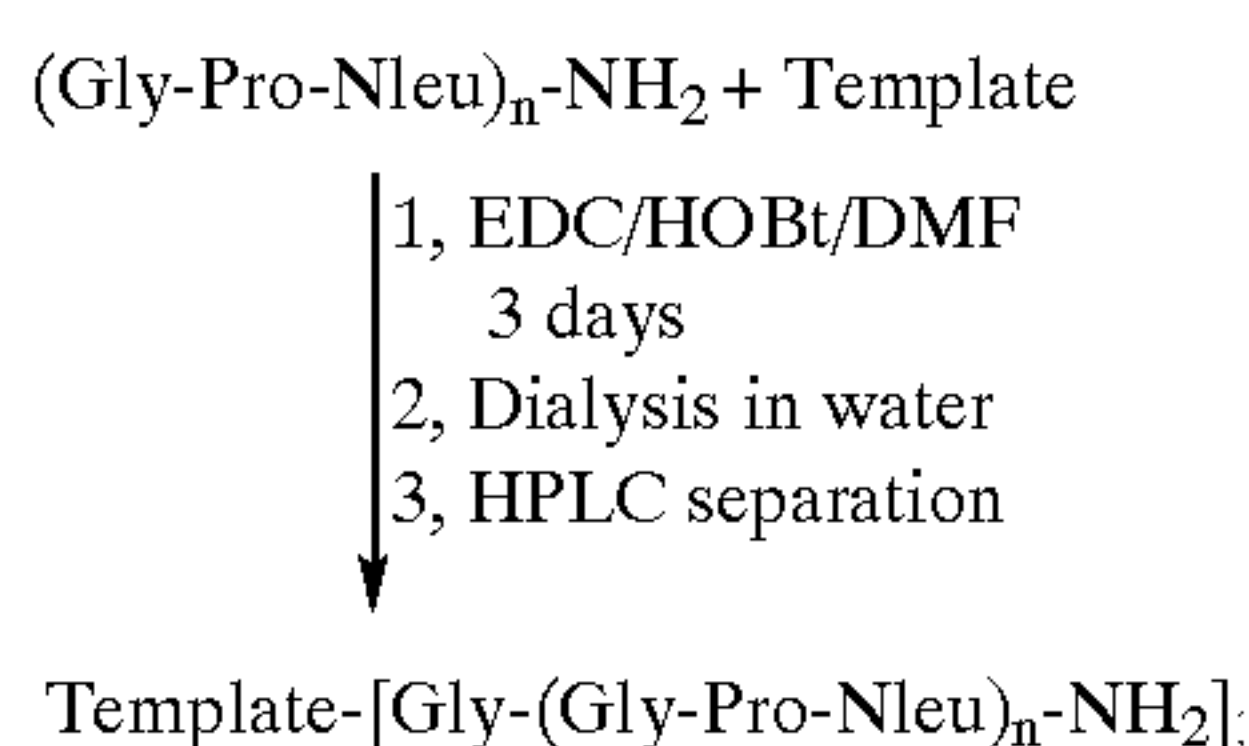 (Gly-Pro-Nleu)n-NH2 + Template
1, EDC/HOBt/DMF
3 days
2, Dialysis in water
3, HPLC separation
Template-[Gly-(Gly-Pro-Nleu)n-NH2]